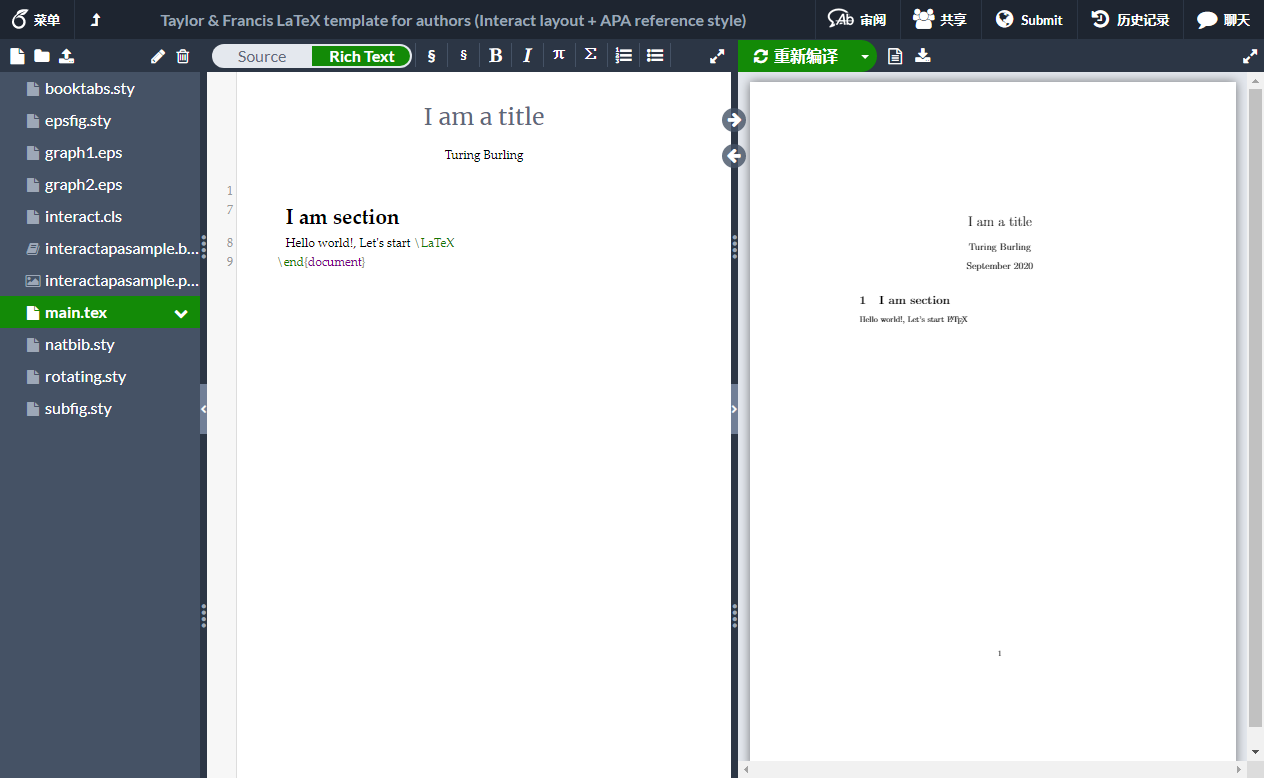 菜单
Taylor & Francis LaTeX template for authors (Interact layout + APA reference style)
Ab 审阅
共享
Submit
历史记录
聊天
Source
Rich Text
§
§
B
I
π
Σ
重新编译
booktabs.sty
epsfig.sty
graph1.eps
graph2.eps
interact.cls
interactapasample.b...
interactapasample.p...
main.tex
natbib.sty
rotating.sty
subfig.sty
I am a title
Turing Burling
1
7 I am section
8 Hello world!, Let's start \LaTeX
9 \end{document}
I am a title
Turing Burling
September 2020
1 I am section
Hello world!, Let's start LATEX
1